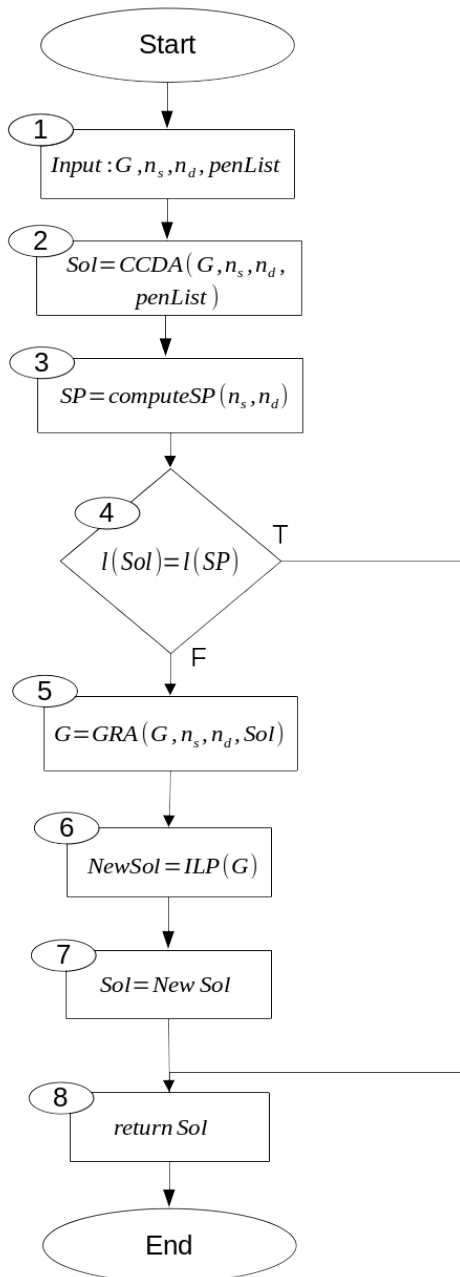 Start
1
Input : G , n_s , n_d , penList
2
Sol = CCDA ( G , n_s , n_d ,
penList )
3
SP = computeSP ( n_s , n_d )
4
T
l ( Sol ) = l ( SP )
F
5
G = GRA ( G , n_s , n_d , Sol )
6
NewSol = ILP ( G )
7
Sol = New Sol
8
return Sol
End